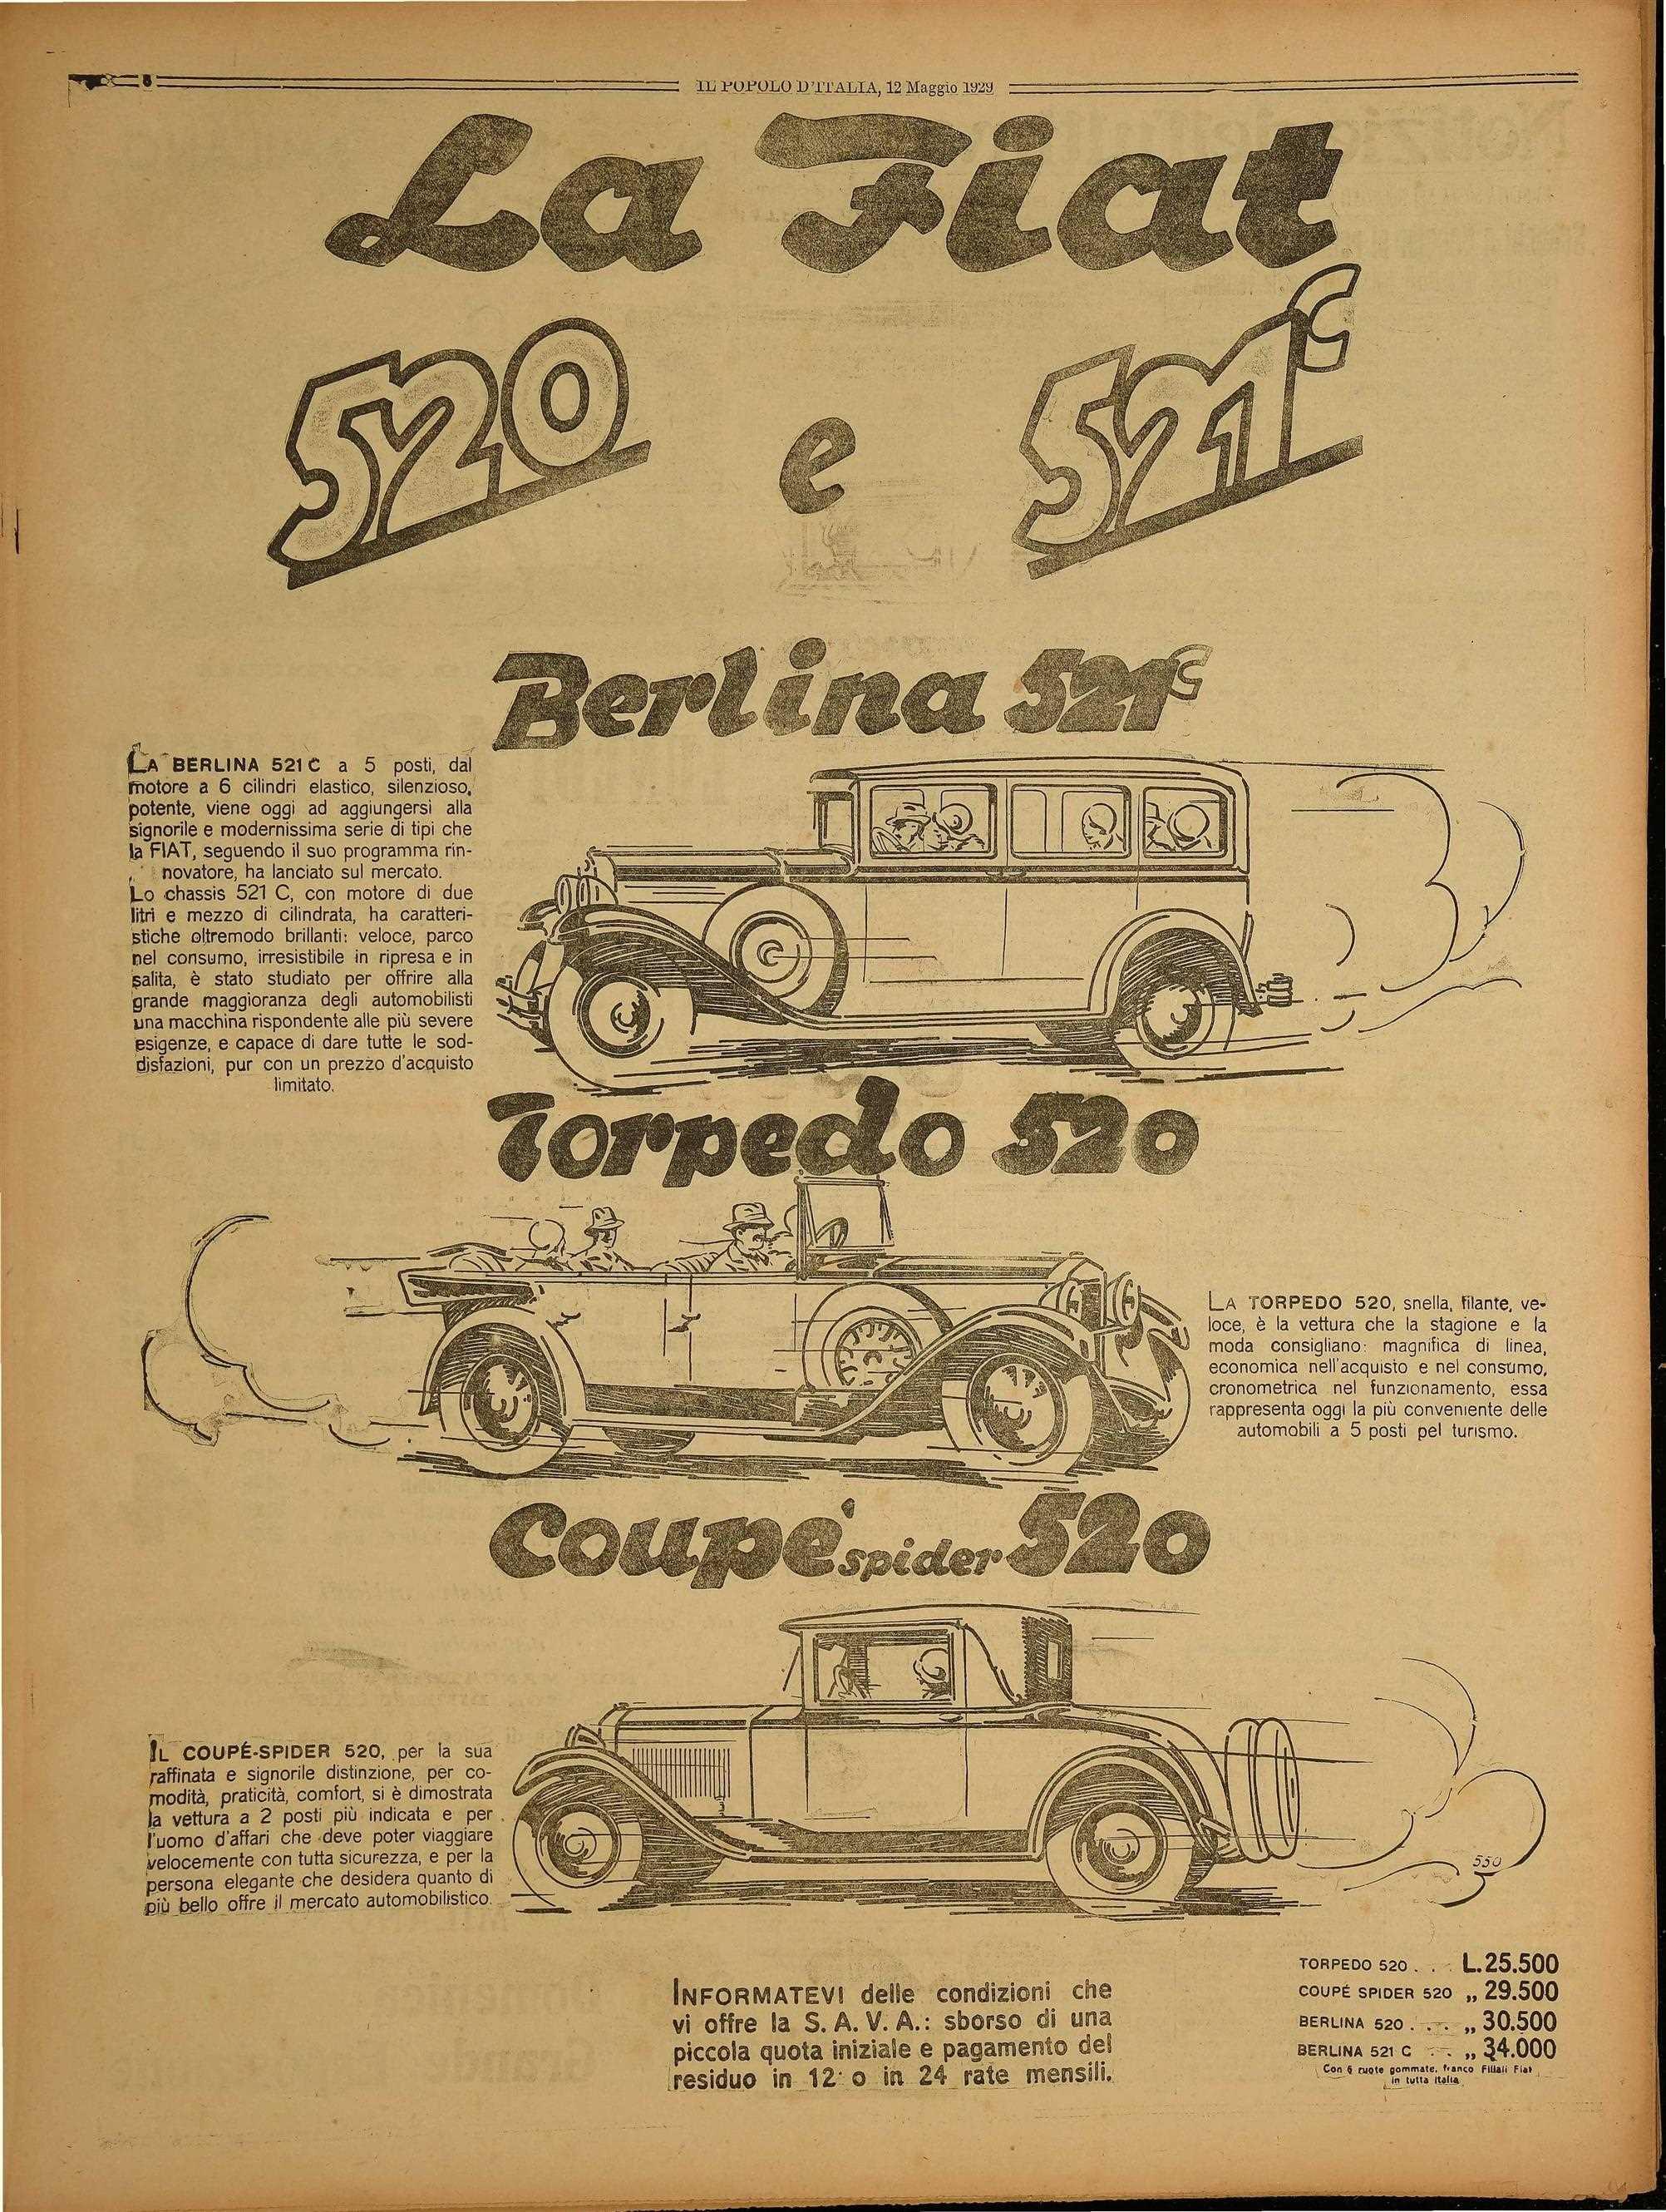 8
IL POPOLO D'ITALIA, 12 Maggio 1929
La Fiat
520 e 521C
Berlina 521C
LA BERLINA 521 C a 5 posti, dal
motore a 6 cilindri elastico, silenzioso,
potente, viene oggi ad aggiungersi alla
signorile e modernissima serie di tipi che
la FIAT, seguendo il suo programma rin-
novatore, ha lanciato sul mercato.
Lo chassis 521 C, con motore di due
litri e mezzo di cilindrata, ha caratteri-
stiche oltremodo brillanti: veloce, parco
nel consumo, irresistibile in ripresa e in
salita, è stato studiato per offrire alla
grande maggioranza degli automobilisti
una macchina rispondente alle più severe
esigenze, e capace di dare tutte le sod-
disfazioni, pur con un prezzo d'acquisto
limitato.
Torpedo 520
LA TORPEDO 520, snella, filante, ve-
loce, è la vettura che la stagione e la
moda consigliano: magnifica di linea,
economica nell'acquisto e nel consumo,
cronometrica nel funzionamento, essa
rappresenta oggi la più conveniente delle
automobili a 5 posti pel turismo.
Coupé spider 520
IL COUPÉ-SPIDER 520, per la sua
raffinata e signorile distinzione, per co-
modità, praticità, comfort, si è dimostrata
la vettura a 2 posti più indicata e per
l'uomo d'affari che deve poter viaggiare
velocemente con tutta sicurezza, e per la
persona elegante che desidera quanto di
più bello offre il mercato automobilistico.
550
INFORMATEVI delle condizioni che
vi offre la S. A. V. A.: sborso di una
piccola quota iniziale e pagamento del
residuo in 12 o in 24 rate mensili.
TORPEDO 520 . . . L. 25.500
COUPÉ SPIDER 520 „ 29.500
BERLINA 520 . . . „ 30.500
BERLINA 521 C . . „ 34.000
Con 6 ruote gommate, franco Filiali Fiat
in tutta Italia